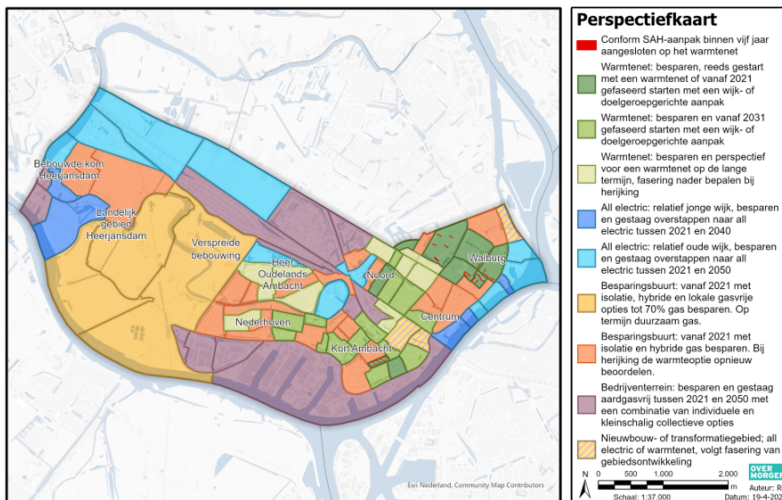 Perspectiefkaart
Conform SAH-aanpak binnen vijf jaar
aangesloten op het warmtenet
Warmtenet: besparen, reeds gestart
met een warmtenet of vanaf 2021
gefaseerd starten met een wijk- of
doelgroepgerichte aanpak
Warmtenet: besparen en vanaf 2031
gefaseerd starten met een wijk- of
doelgroepgerichte aanpak
Warmtenet: besparen en perspectief
voor een warmtenet op de lange
termijn, fasering nader bepalen bij
herijking
All electric: relatief jonge wijk, besparen
en gestaag overstappen naar all
electric tussen 2021 en 2040
All electric: relatief oude wijk, besparen
en gestaag overstappen naar all
electric tussen 2021 en 2050
Besparingsbuurt: vanaf 2021 met
isolatie, hybride en lokale gasvrije
opties tot 70% gas besparen. Op
termijn duurzaam gas.
Besparingsbuurt: vanaf 2021 met
isolatie en hybride gas besparen. Bij
herijking de warmteoptie opnieuw
beoordelen.
Bedrijventerrein: besparen en gestaag
aardgasvrij tussen 2021 en 2050 met
een combinatie van individuele en
kleinschalig collectieve opties
Nieuwbouw- of transformatiegebied; all
electric of warmtenet, volgt fasering van
gebiedsontwikkeling
Bebouwde kom
Heerjansdam
Landelijk
gebied
Heerjansdam
Verspreide
bebouwing
Heer
Oudelands
Ambacht
Noord
Walburg
Nederhoven
Centrum
Kort Ambacht
Esri Nederland, Community Map Contributors
N
0 500 1.000 2.000
m
Schaal: 1:37.000
OVER
MORGEN
Auteur: R
Datum: 19-4-202